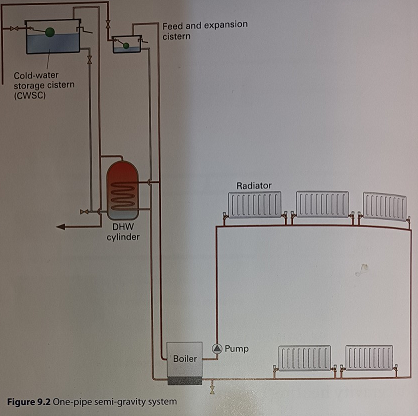 Feed and expansion
cistern
Cold-water
storage cistern
(CWSC)
Radiator
DHW
cylinder
Pump
Boiler
Figure 9.2 One-pipe semi-gravity system